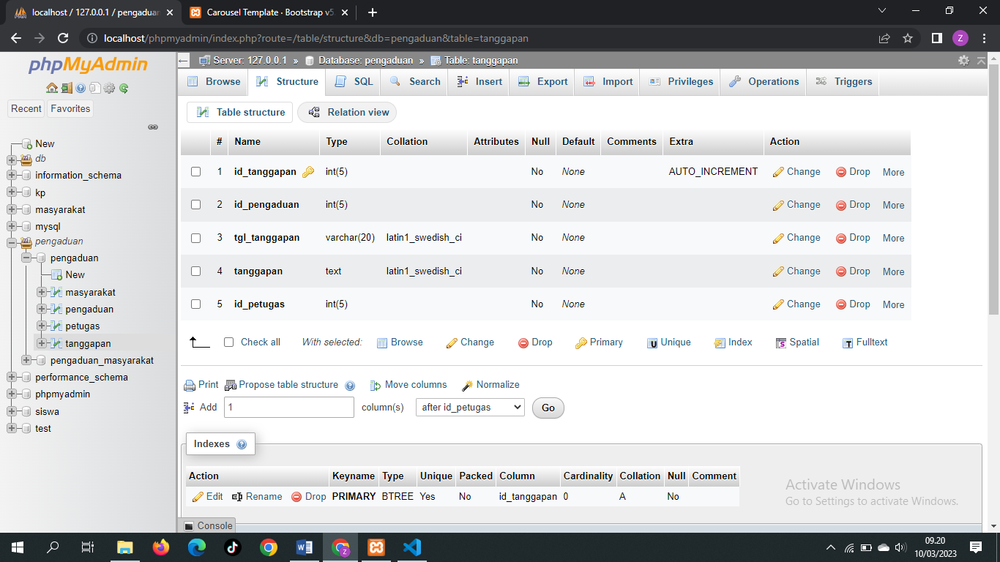 localhost / 127.0.0.1 / pengaduan
Carousel Template · Bootstrap v5.
localhost/phpmyadmin/index.php?route=/table/structure&db=pengaduan&table=tanggapan
Z
phpMyAdmin
Recent Favorites
New
db
information_schema
kp
masyarakat
mysql
pengaduan
pengaduan
New
masyarakat
pengaduan
petugas
tanggapan
pengaduan_masyarakat
performance_schema
phpmyadmin
siswa
test
Server: 127.0.0.1 » Database: pengaduan » Table: tanggapan
Browse Structure SQL Search Insert Export Import Privileges Operations Triggers
Table structure Relation view
# Name Type Collation Attributes Null Default Comments Extra Action
1 id_tanggapan int(5) No None AUTO_INCREMENT Change Drop More
2 id_pengaduan int(5) No None Change Drop More
3 tgl_tanggapan varchar(20) latin1_swedish_ci No None Change Drop More
4 tanggapan text latin1_swedish_ci No None Change Drop More
5 id_petugas int(5) No None Change Drop More
Check all With selected: Browse Change Drop Primary Unique Index Spatial Fulltext
Print Propose table structure Move columns Normalize
Add 1 column(s) after id_petugas Go
Indexes
Action Keyname Type Unique Packed Column Cardinality Collation Null Comment
Edit Rename Drop PRIMARY BTREE Yes No id_tanggapan 0 A No
Activate Windows
Go to Settings to activate Windows.
Console
09.20
10/03/2023